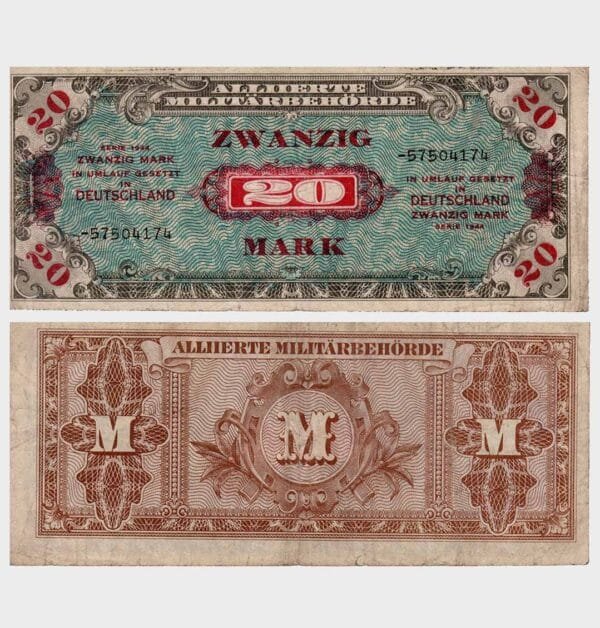 ALLIIERTE
MILITÄRBEHÖRDE
20
20
ZWANZIG
SERIE 1944
ZWANZIG MARK
IN UMLAUF GESETZT
IN
DEUTSCHLAND
-57504174
20
-57504174
IN UMLAUF GESETZT
IN
DEUTSCHLAND
ZWANZIG MARK
SERIE 1944
MARK
20
20
ALLIIERTE MILITÄRBEHÖRDE
M
M
M